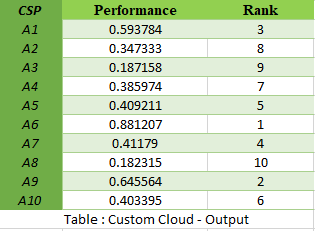 CSP Performance Rank
A1 0.593784 3
A2 0.347333 8
A3 0.187158 9
A4 0.385974 7
A5 0.409211 5
A6 0.881207 1
A7 0.41179 4
A8 0.182315 10
A9 0.645564 2
A10 0.403395 6
Table : Custom Cloud - Output